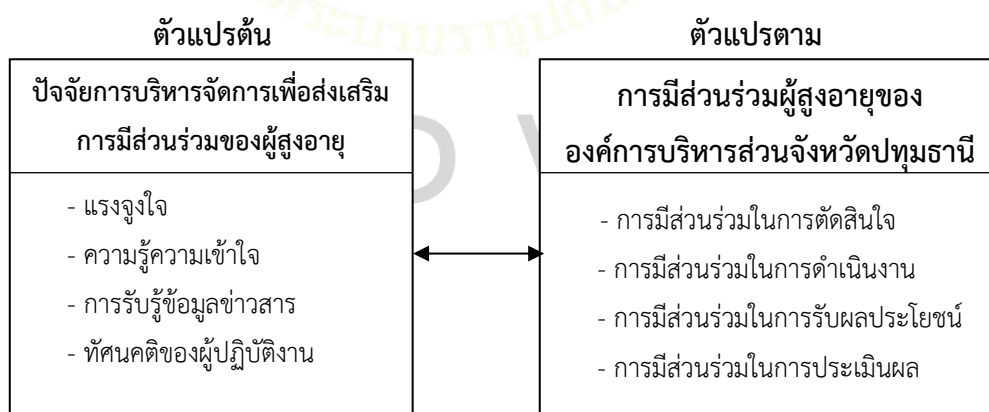 ตัวแปรต้น
ปัจจัยการบริหารจัดการเพื่อส่งเสริม
การมีส่วนร่วมของผู้สูงอายุ
- แรงจูงใจ
- ความรู้ความเข้าใจ
- การรับรู้ข้อมูลข่าวสาร
- ทัศนคติของผู้ปฏิบัติงาน
ตัวแปรตาม
การมีส่วนร่วมผู้สูงอายุของ
องค์การบริหารส่วนจังหวัดปทุมธานี
- การมีส่วนร่วมในการตัดสินใจ
- การมีส่วนร่วมในการดำเนินงาน
- การมีส่วนร่วมในการรับผลประโยชน์
- การมีส่วนร่วมในการประเมินผล